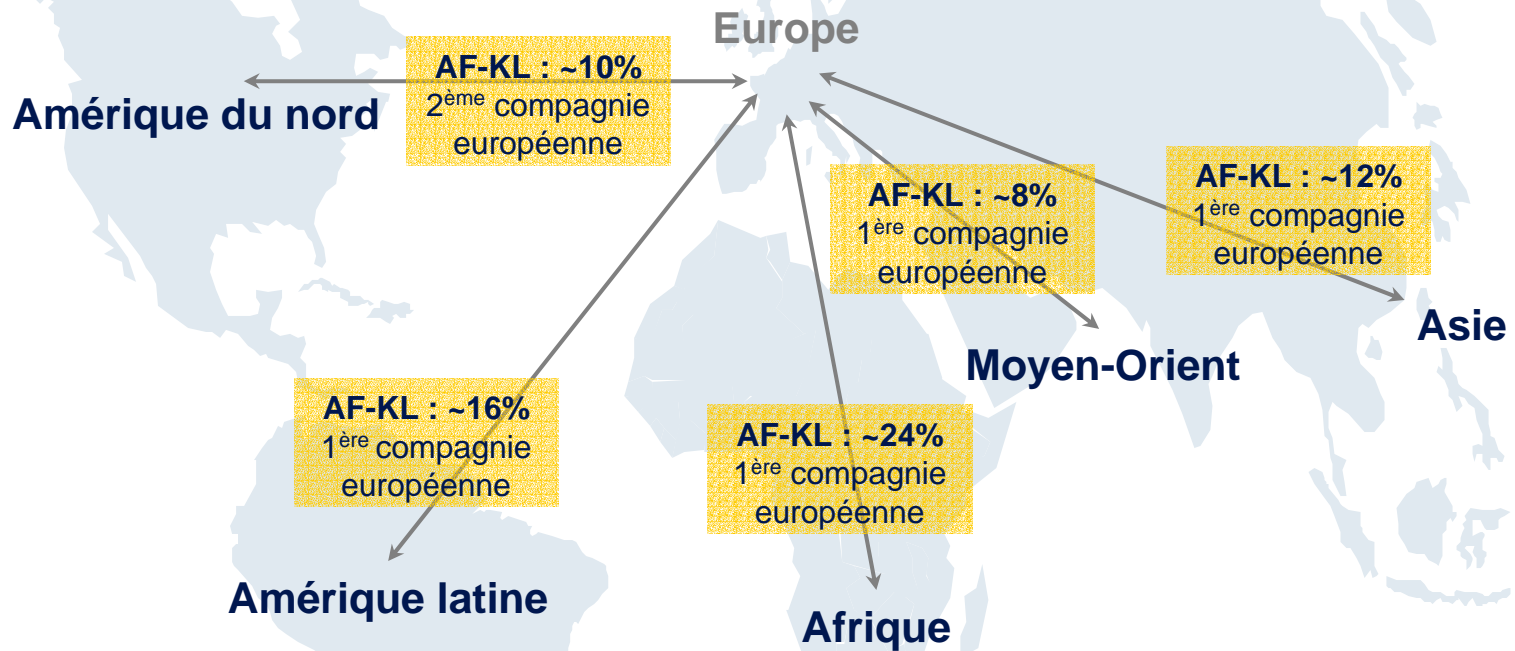 Europe
AF-KL : ~10%
2ème compagnie
européenne
Amérique du nord
AF-KL : ~12%
1ère compagnie
européenne
Asie
AF-KL : ~8%
1ère compagnie
européenne
Moyen-Orient
AF-KL : ~16%
1ère compagnie
européenne
Amérique latine
AF-KL : ~24%
1ère compagnie
européenne
Afrique